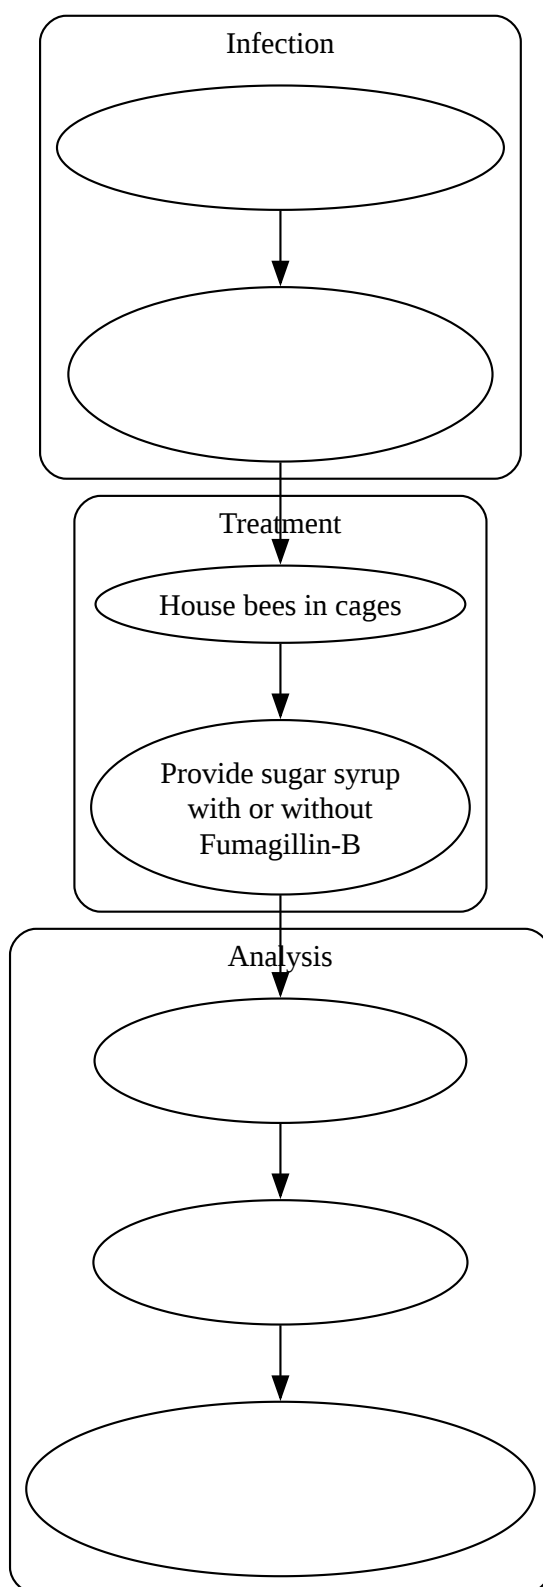 Infection
Treatment
House bees in cages
Provide sugar syrup
with or without
Fumagillin-B
Analysis